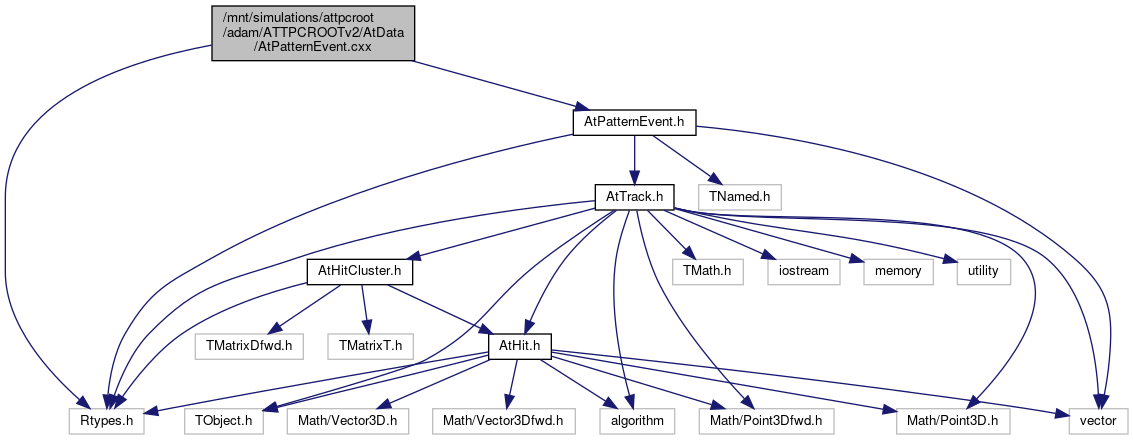 /mnt/simulations/attpcroot
/adam/ATTPCROOTv2/AtData
/AtPatternEvent.cxx
AtPatternEvent.h
AtTrack.h
TNamed.h
AtHitCluster.h
TMath.h
iostream
memory
utility
TMatrixDfwd.h
TMatrixT.h
AtHit.h
Rtypes.h
TObject.h
Math/Vector3D.h
Math/Vector3Dfwd.h
algorithm
Math/Point3Dfwd.h
Math/Point3D.h
vector